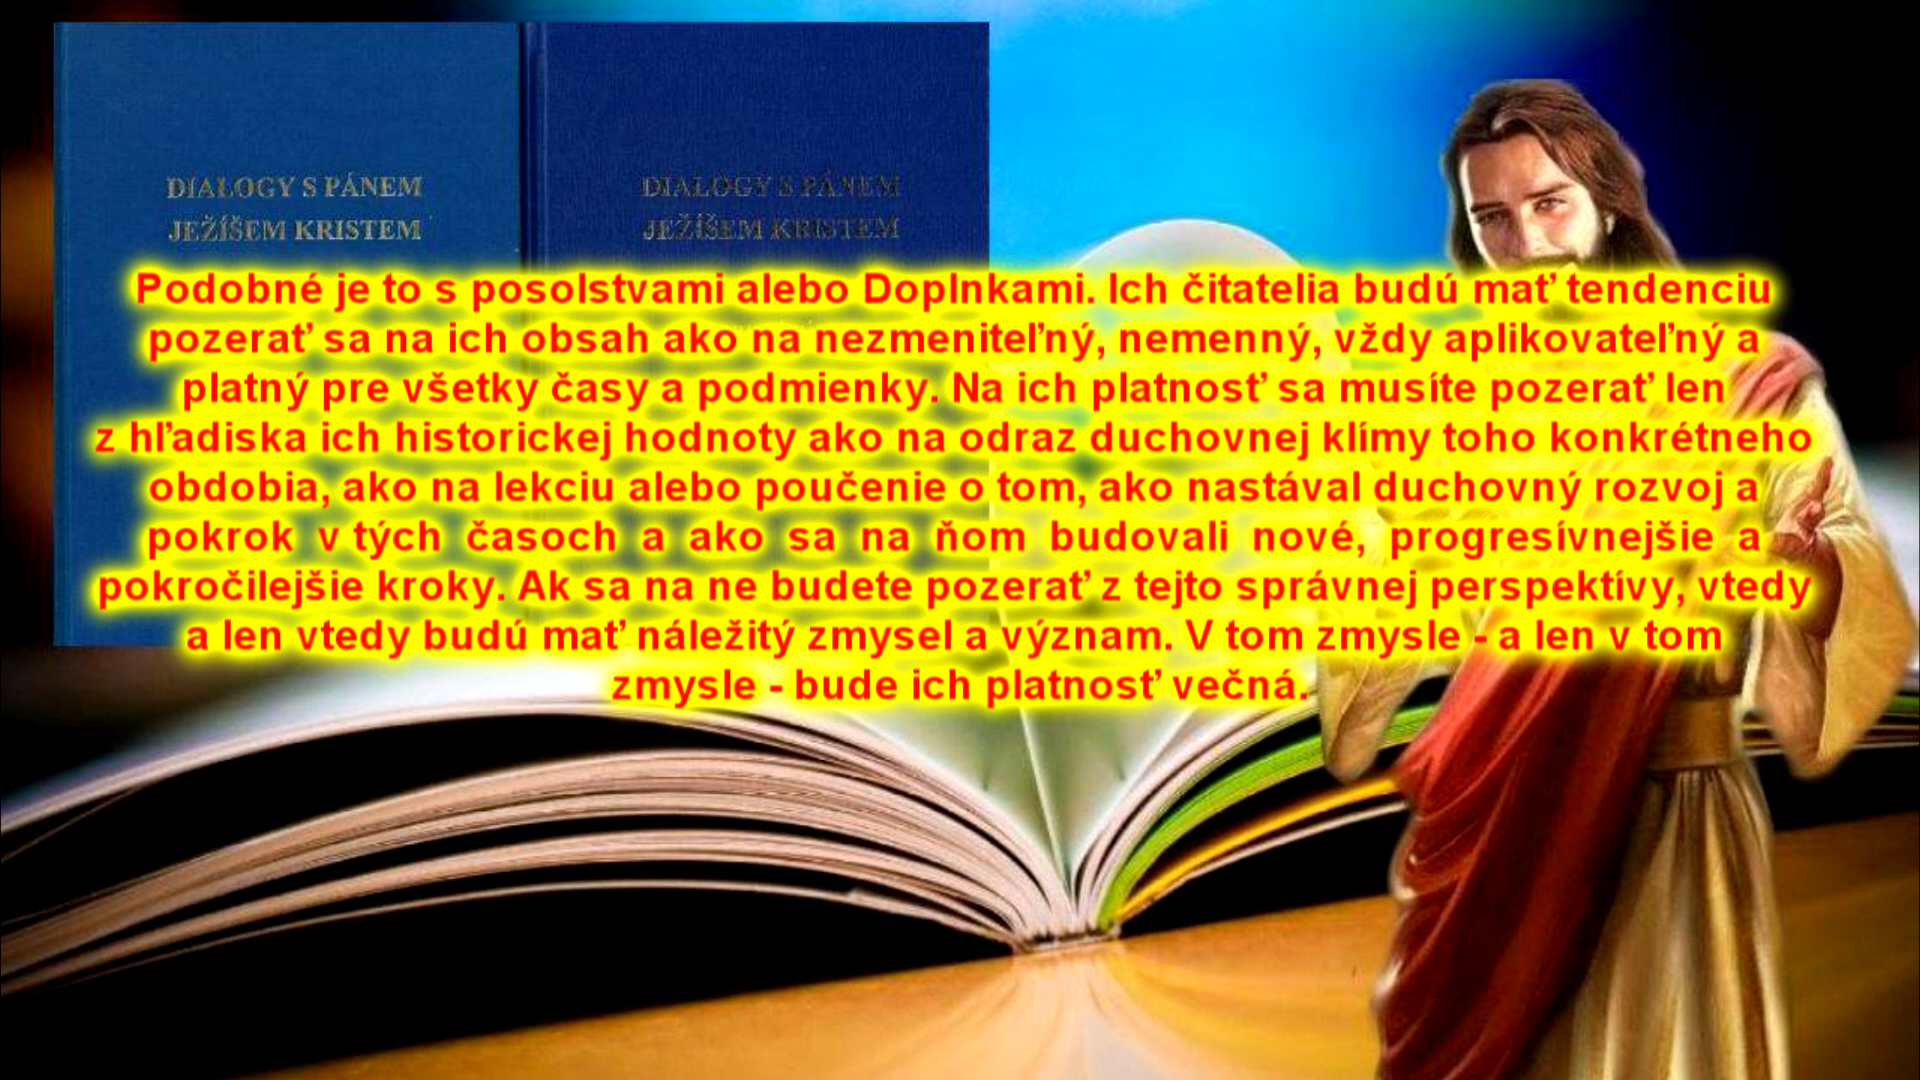 DIALOGY S PÁNEM
JEŽÍŠEM KRISTEM
DIALOGY S PÁNEM
JEŽÍŠEM KRISTEM
Podobné je to s posolstvami alebo Doplnkami. Ich čitatelia budú mať tendenciu
pozerať sa na ich obsah ako na nezmeniteľný, nemenný, vždy aplikovateľný a
platný pre všetky časy a podmienky. Na ich platnosť sa musíte pozerať len
z hľadiska ich historickej hodnoty ako na odraz duchovnej klímy toho konkrétneho
obdobia, ako na lekciu alebo poučenie o tom, ako nastával duchovný rozvoj a
pokrok v tých časoch a ako sa na ňom budovali nové, progresívnejšie a
pokročilejšie kroky. Ak sa na ne budete pozerať z tejto správnej perspektívy, vtedy
a len vtedy budú mať náležitý zmysel a význam. V tom zmysle - a len v tom
zmysle - bude ich platnosť večná.